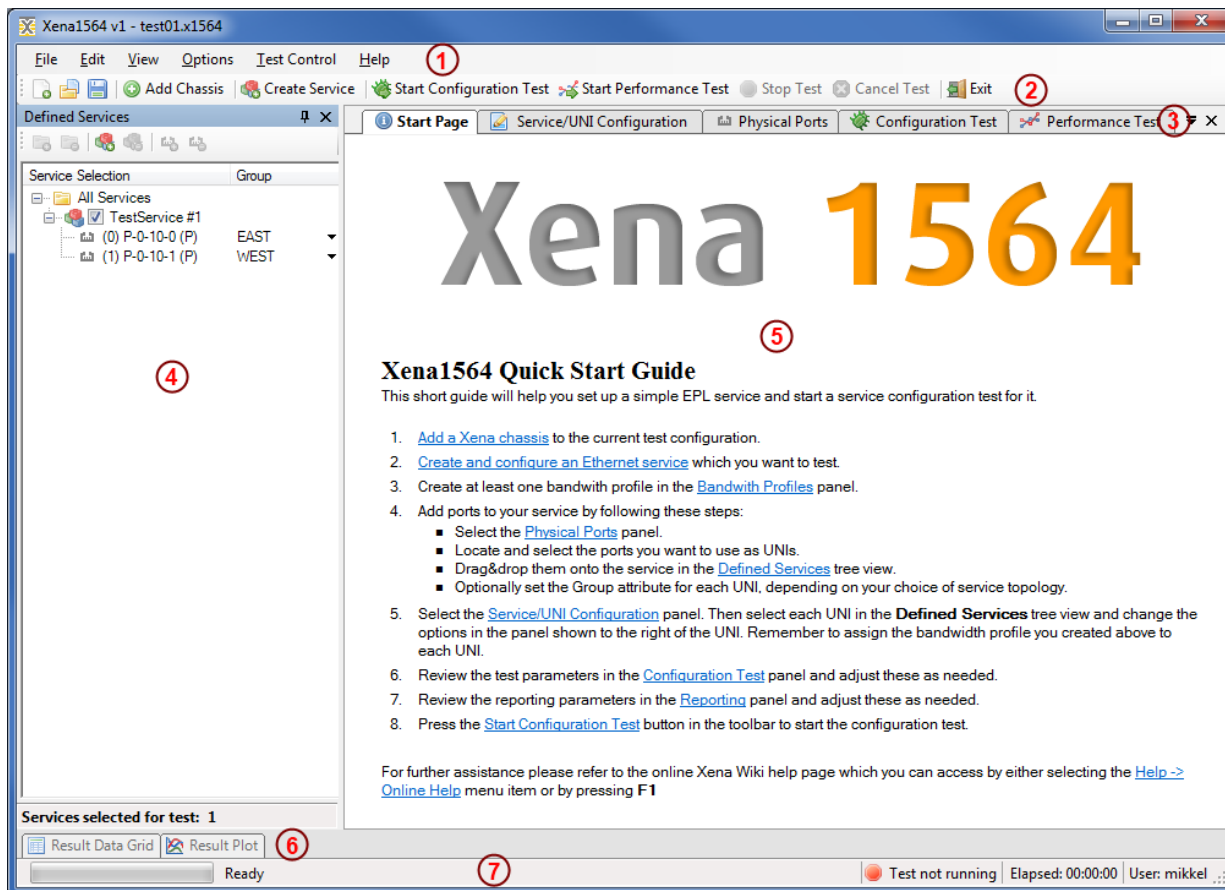 Xena1564 v1 - test01.x1564
File Edit View Options Test Control Help 1
Add Chassis Create Service Start Configuration Test Start Performance Test Stop Test Cancel Test Exit 2
Defined Services
Start Page Service/UNI Configuration Physical Ports Configuration Test Performance Test 3
Service Selection Group
All Services
TestService #1
(0) P-0-10-0 (P) EAST
(1) P-0-10-1 (P) WEST
4
Xena 1564
5
Xena1564 Quick Start Guide
This short guide will help you set up a simple EPL service and start a service configuration test for it.
1. Add a Xena chassis to the current test configuration.
2. Create and configure an Ethernet service which you want to test.
3. Create at least one bandwith profile in the Bandwith Profiles panel.
4. Add ports to your service by following these steps:
▪ Select the Physical Ports panel.
▪ Locate and select the ports you want to use as UNIs.
▪ Drag&drop them onto the service in the Defined Services tree view.
▪ Optionally set the Group attribute for each UNI, depending on your choice of service topology.
5. Select the Service/UNI Configuration panel. Then select each UNI in the Defined Services tree view and change the
options in the panel shown to the right of the UNI. Remember to assign the bandwidth profile you created above to
each UNI.
6. Review the test parameters in the Configuration Test panel and adjust these as needed.
7. Review the reporting parameters in the Reporting panel and adjust these as needed.
8. Press the Start Configuration Test button in the toolbar to start the configuration test.
For further assistance please refer to the online Xena Wiki help page which you can access by either selecting the Help ->
Online Help menu item or by pressing F1
Services selected for test: 1
Result Data Grid Result Plot 6
Ready 7 Test not running Elapsed: 00:00:00 User: mikkel